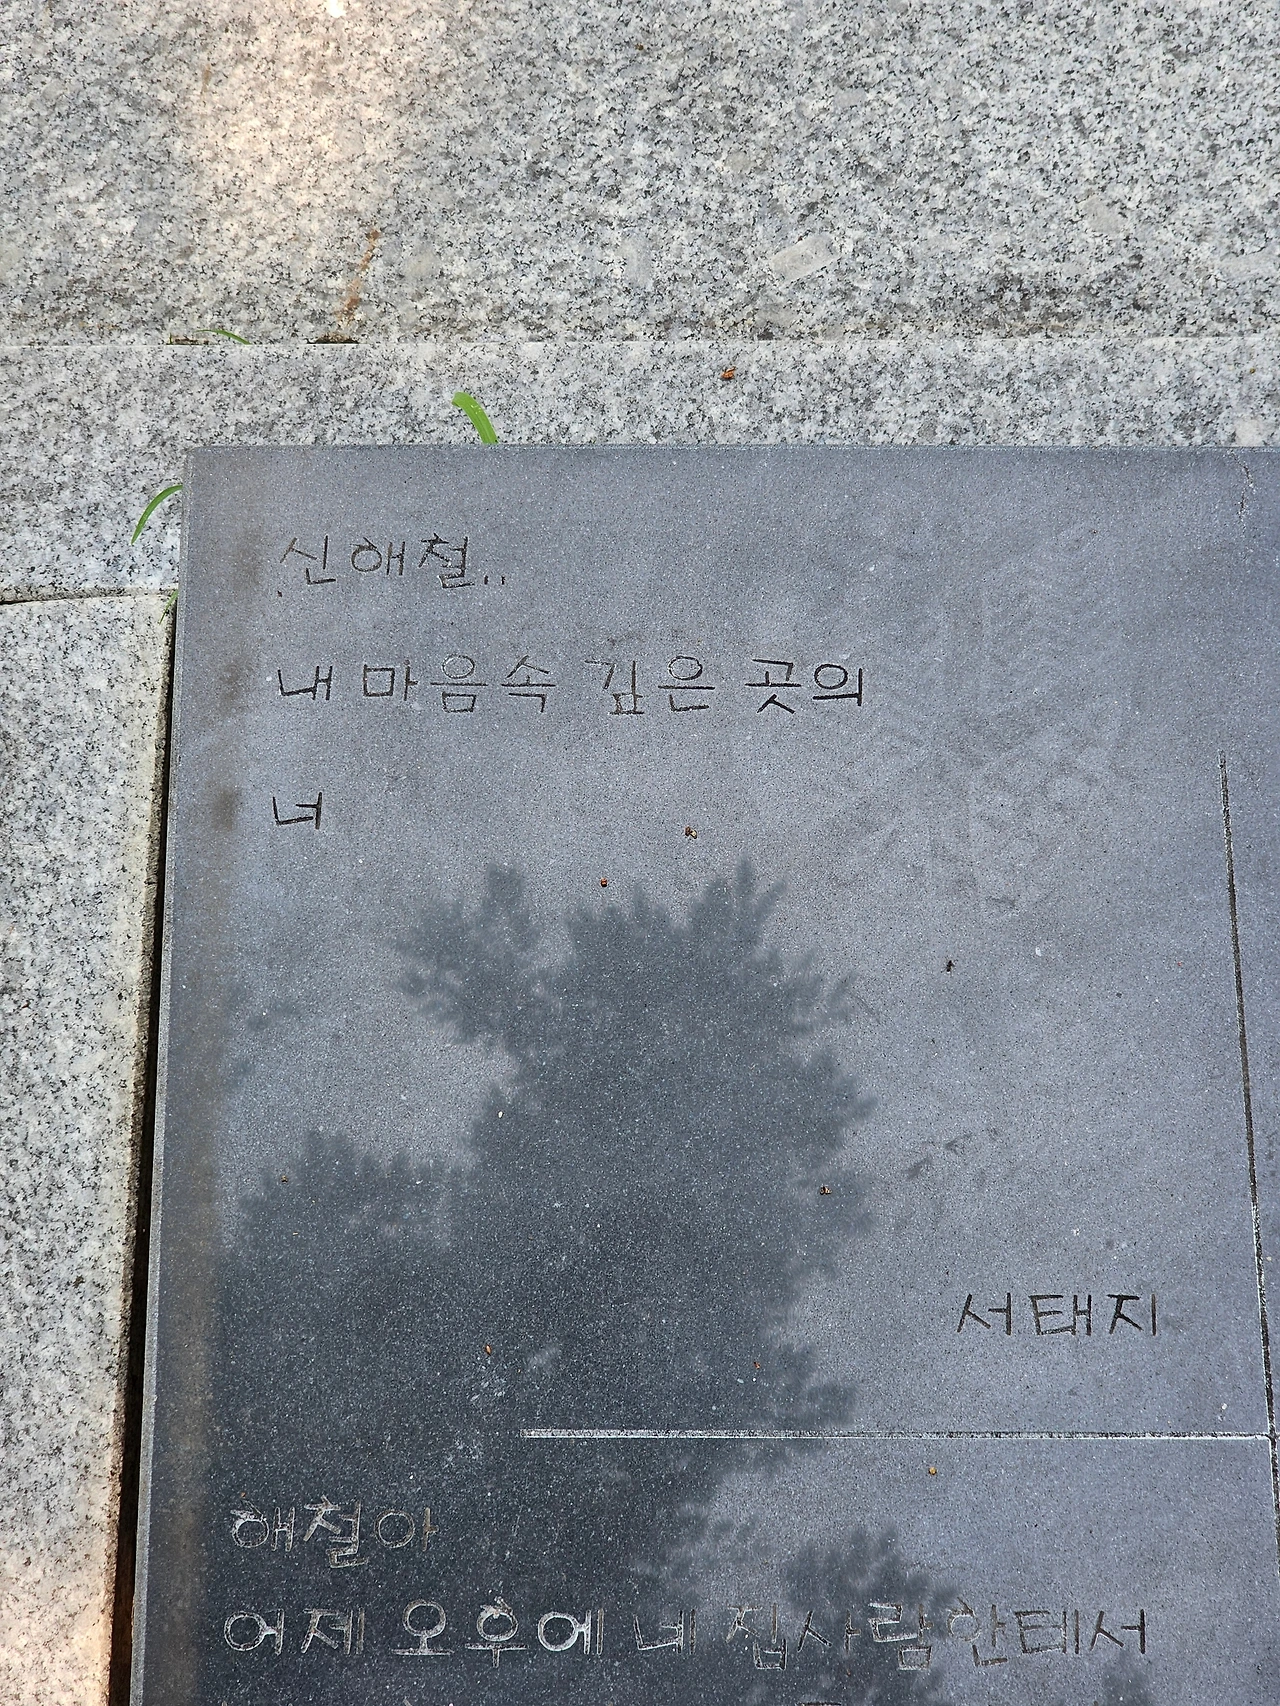 신해철..
내 마음속 깊은 곳의
너
서태지
해철아
어제 오후에 네 집사람한테서